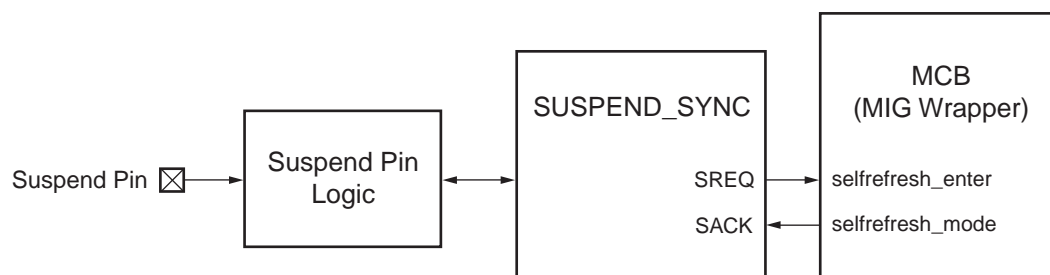 MCB
(MIG Wrapper)
SUSPEND_SYNC
Suspend Pin
Suspend Pin
Logic
SREQ
selfrefresh_enter
SACK
selfrefresh_mode